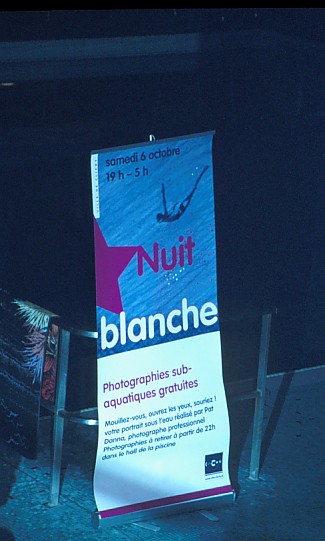 samedi 6 octobre
19 h – 5 h
Nuit
blanche
Photographies sub-
aquatiques gratuites
Mouillez-vous, ouvrez les yeux, souriez !
votre portrait sous l'eau réalisé par Pat
Danna, photographe professionnel
Photographies à retirer à partir de 22h
dans le hall de la piscine